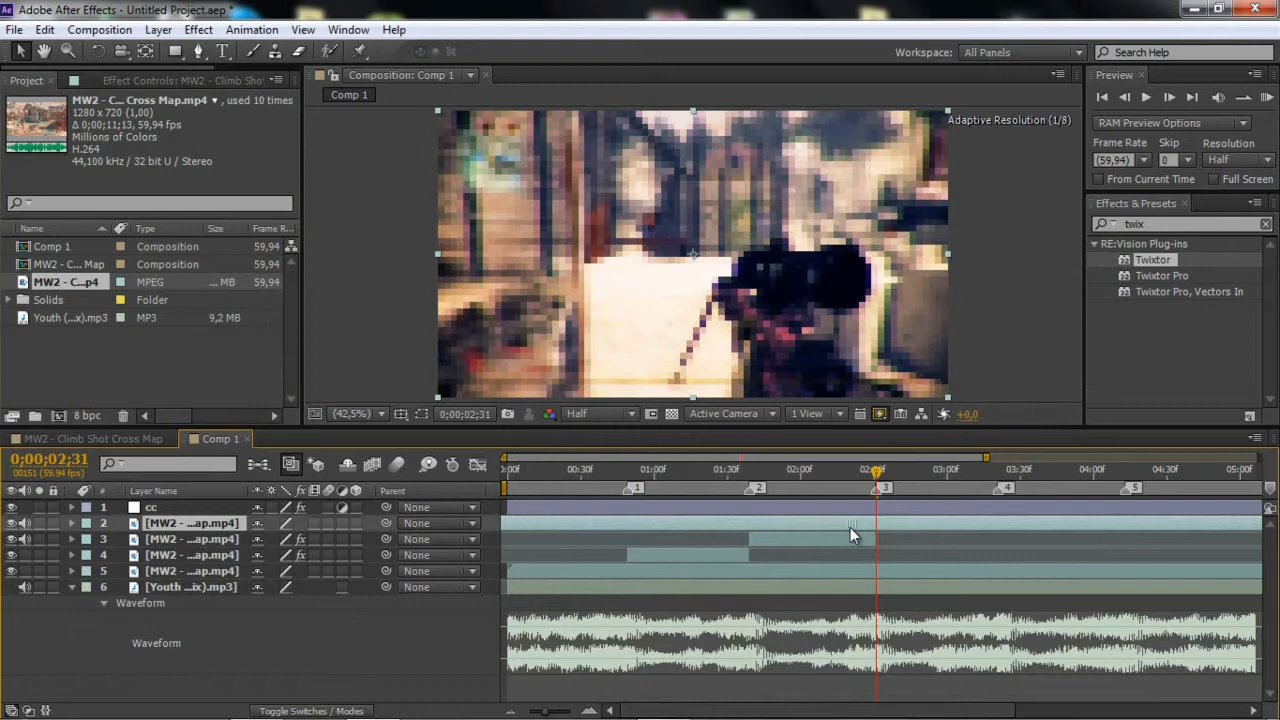 Adobe After Effects - Untitled Project.aep *
File Edit Composition Layer Effect Animation View Window Help
Workspace: All Panels Search Help
Project Effect Controls: MW2 - Climb Sho
Composition: Comp 1
Preview
MW2 - C... Cross Map.mp4 ▼, used 10 times
1280 x 720 (1,00)
Δ 0;00;11;13, 59,94 fps
Millions of Colors
H.264
44,100 kHz / 32 bit U / Stereo
Comp 1
Adaptive Resolution (1/8)
RAM Preview Options
Frame Rate Skip Resolution
(59,94) 0 Half
From Current Time Full Screen
Effects & Presets
twix
RE:Vision Plug-ins
Twixtor
Twixtor Pro
Twixtor Pro, Vectors In
Name Type Size Frame R
Comp 1 Composition 59,94
MW2 - C... Map Composition 59,94
MW2 - C...p4 MPEG ... MB 59,94
Solids Folder
Youth (...x).mp3 MP3 9,2 MB
8 bpc
(42,5%) 0;00;02;31 Half Active Camera 1 View +0,0
MW2 - Climb Shot Cross Map Comp 1
0;00;02;31
00151 (59.94 fps)
:00f 00:30f 01:00f 01:30f 02:00f 02: 03:00f 03:30f 04:00f 04:30f 05:00f
1 2 3 4 5
# Layer Name Parent
1 cc None
2 [MW2 - ...ap.mp4] None
3 [MW2 - ...ap.mp4] None
4 [MW2 - ...ap.mp4] None
5 [MW2 - ...ap.mp4] None
6 [Youth ...ix).mp3] None
Waveform
Waveform
Toggle Switches / Modes